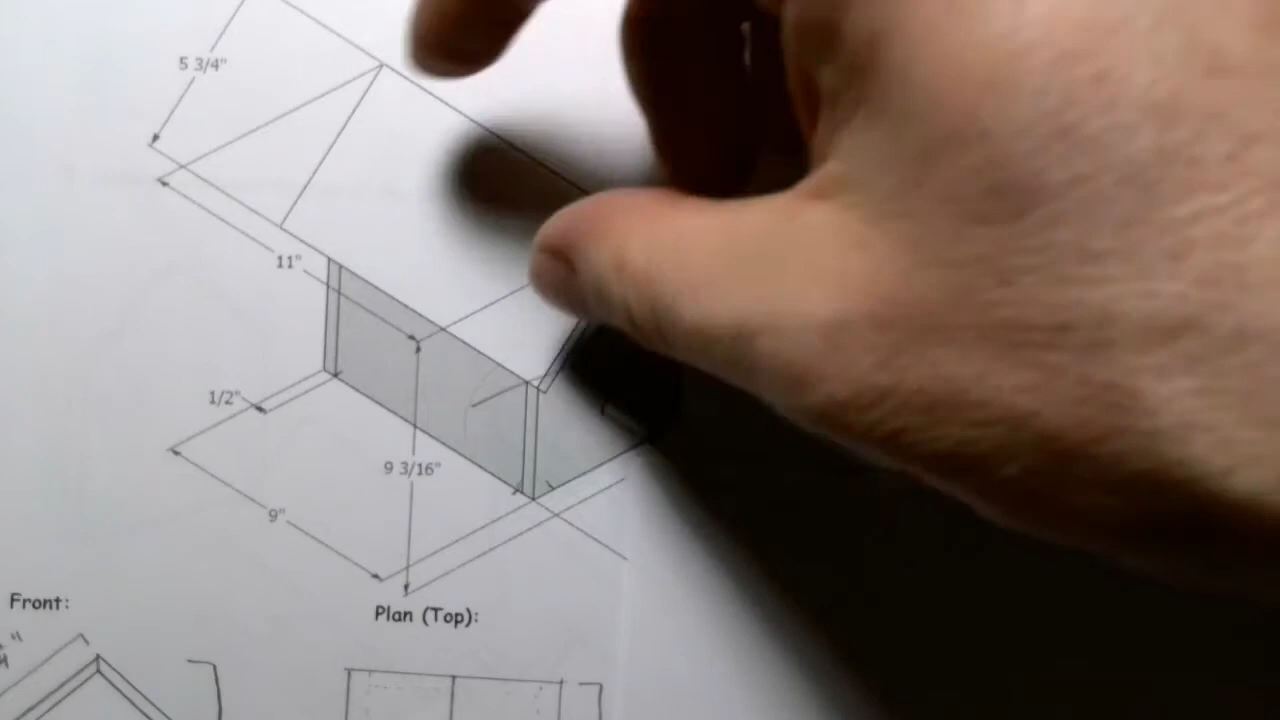 5 3/4"
11"
1/2"
9 3/16"
9"
Front:
Plan (Top):